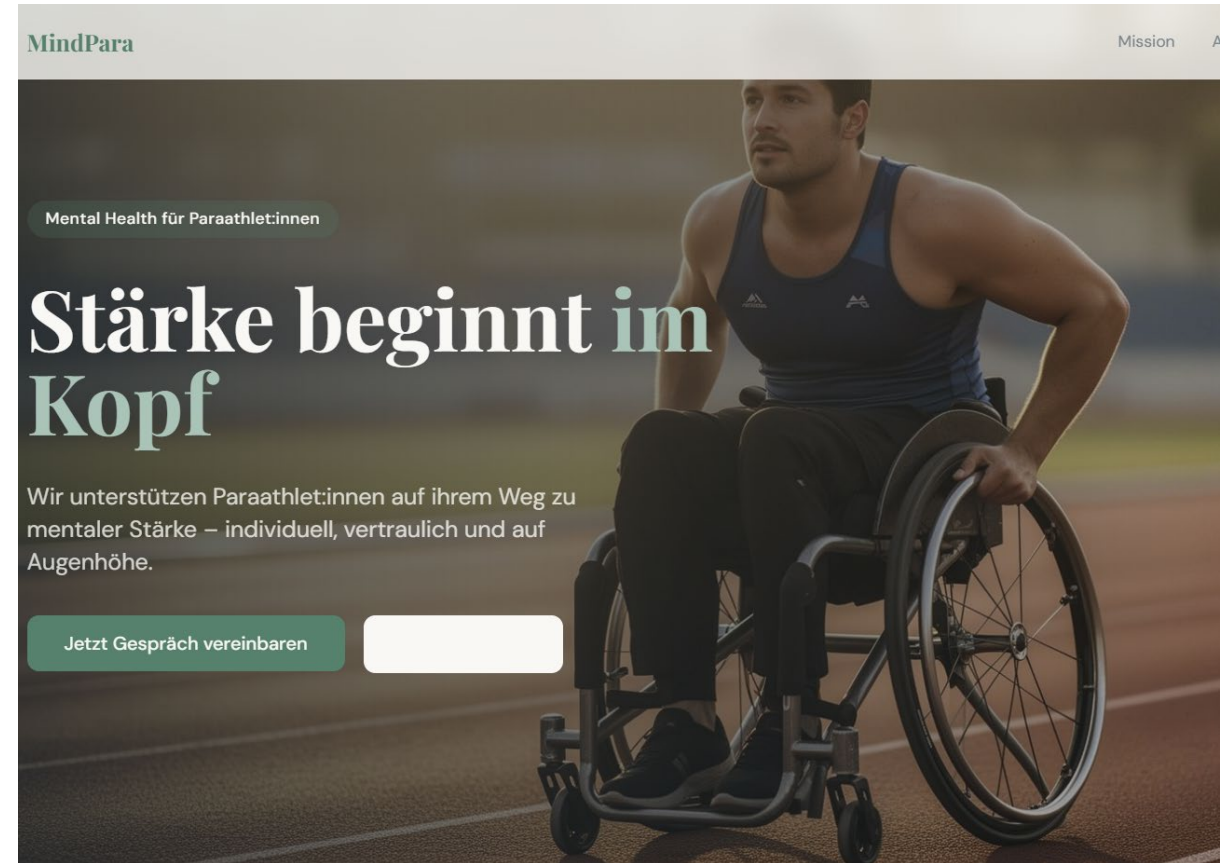 MindPara
Mission
A
Mental Health für Paraathlet:innen
Stärke beginnt im
Kopf
Wir unterstützen Paraathlet:innen auf ihrem Weg zu
mentaler Stärke – individuell, vertraulich und auf
Augenhöhe.
Jetzt Gespräch vereinbaren